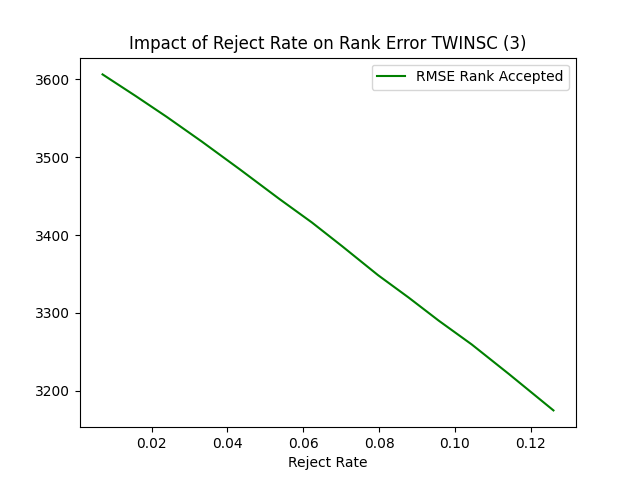 Impact of Reject Rate on Rank Error TWINSC (3)
RMSE Rank Accepted
3600
3500
3400
3300
3200
0.02 0.04 0.06 0.08 0.10 0.12
Reject Rate